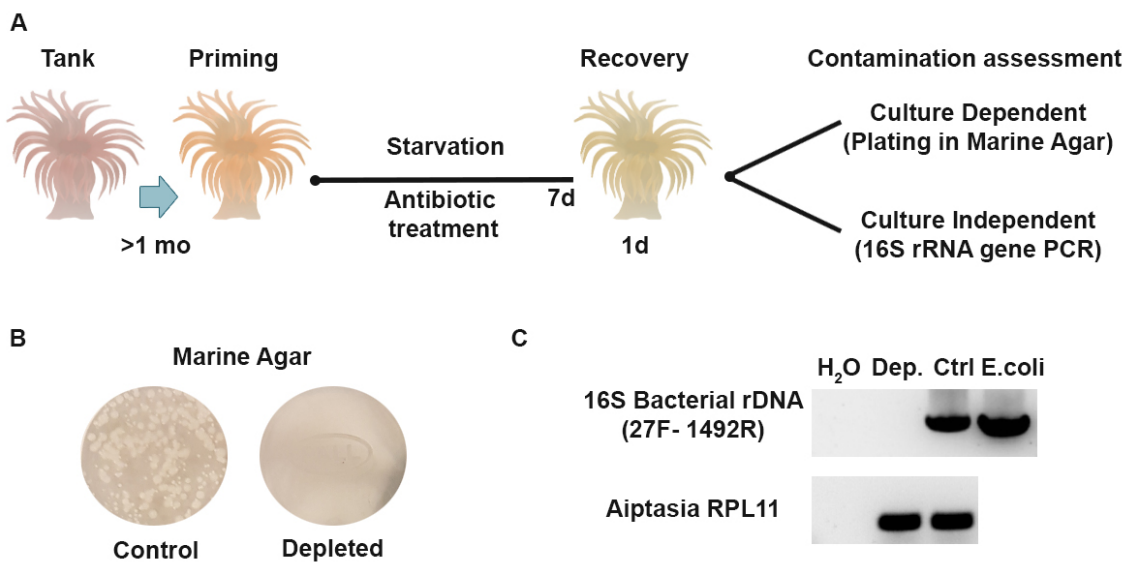 A
Tank
Priming
Recovery
Contamination assessment
>1 mo
Starvation
Antibiotic
treatment
7d
1d
Culture Dependent
(Plating in Marine Agar)
Culture Independent
(16S rRNA gene PCR)
B
Marine Agar
Control
Depleted
C
H₂O Dep. Ctrl E.coli
16S Bacterial rDNA
(27F- 1492R)
Aiptasia RPL11